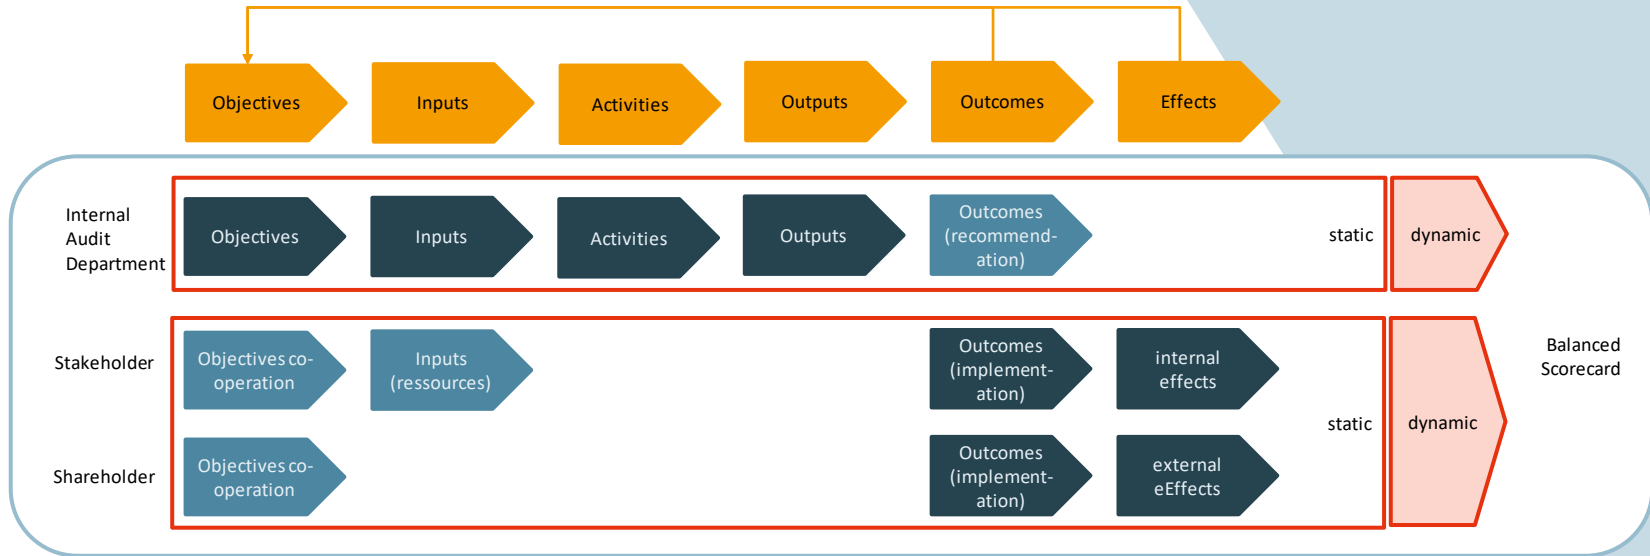 Objectives
Inputs
Activities
Outputs
Outcomes
Effects
Internal
Audit
Department
Objectives
Inputs
Activities
Outputs
Outcomes
(recommend-
ation)
static
dynamic
Stakeholder
Objectives co-
operation
Inputs
(ressources)
Outcomes
(implement-
ation)
internal
effects
Balanced
Scorecard
static
dynamic
Shareholder
Objectives co-
operation
Outcomes
(implement-
ation)
external
eEffects